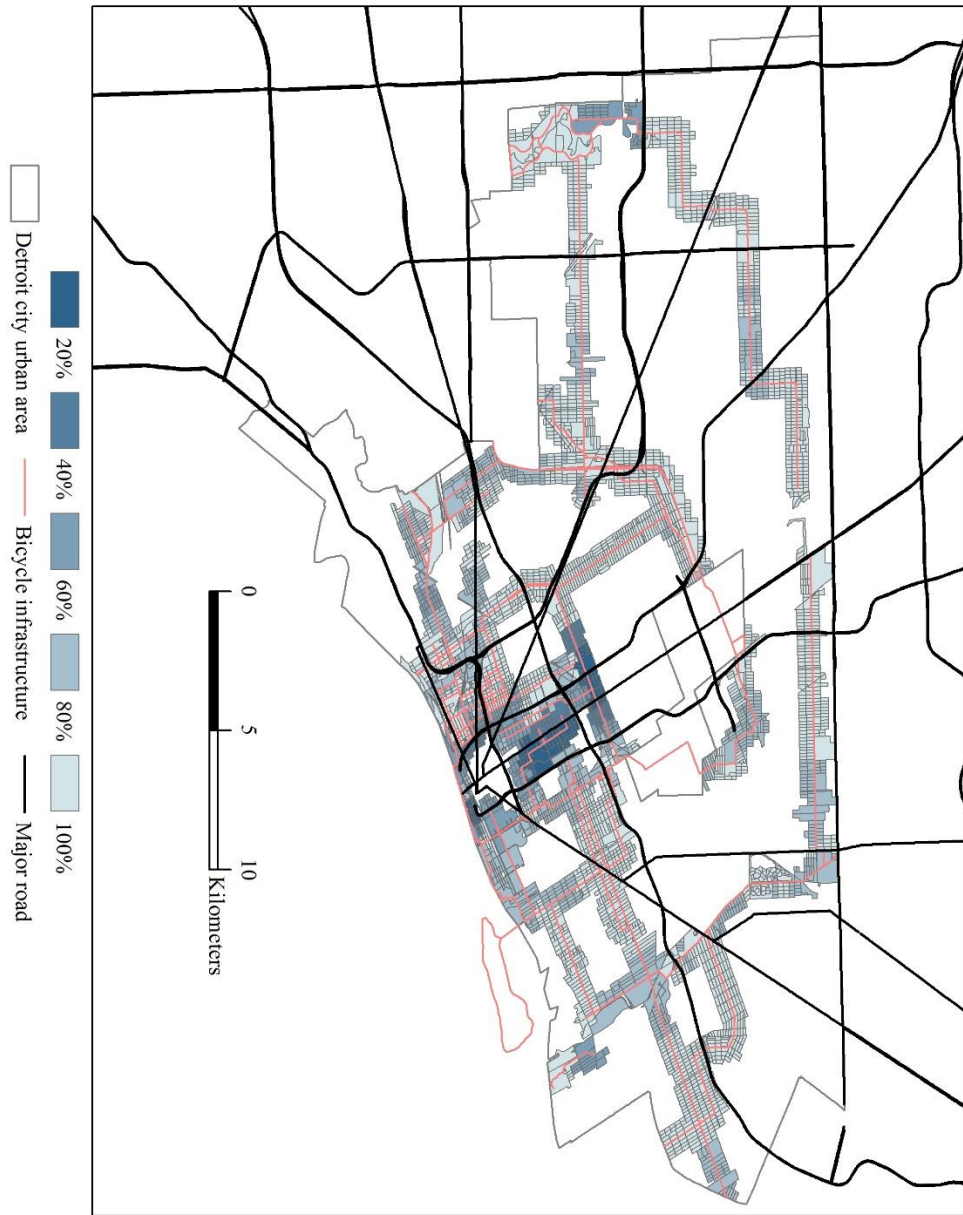 0 5 10
Kilometers
20% 40% 60% 80% 100%
Detroit city urban area Bicycle infrastructure Major road